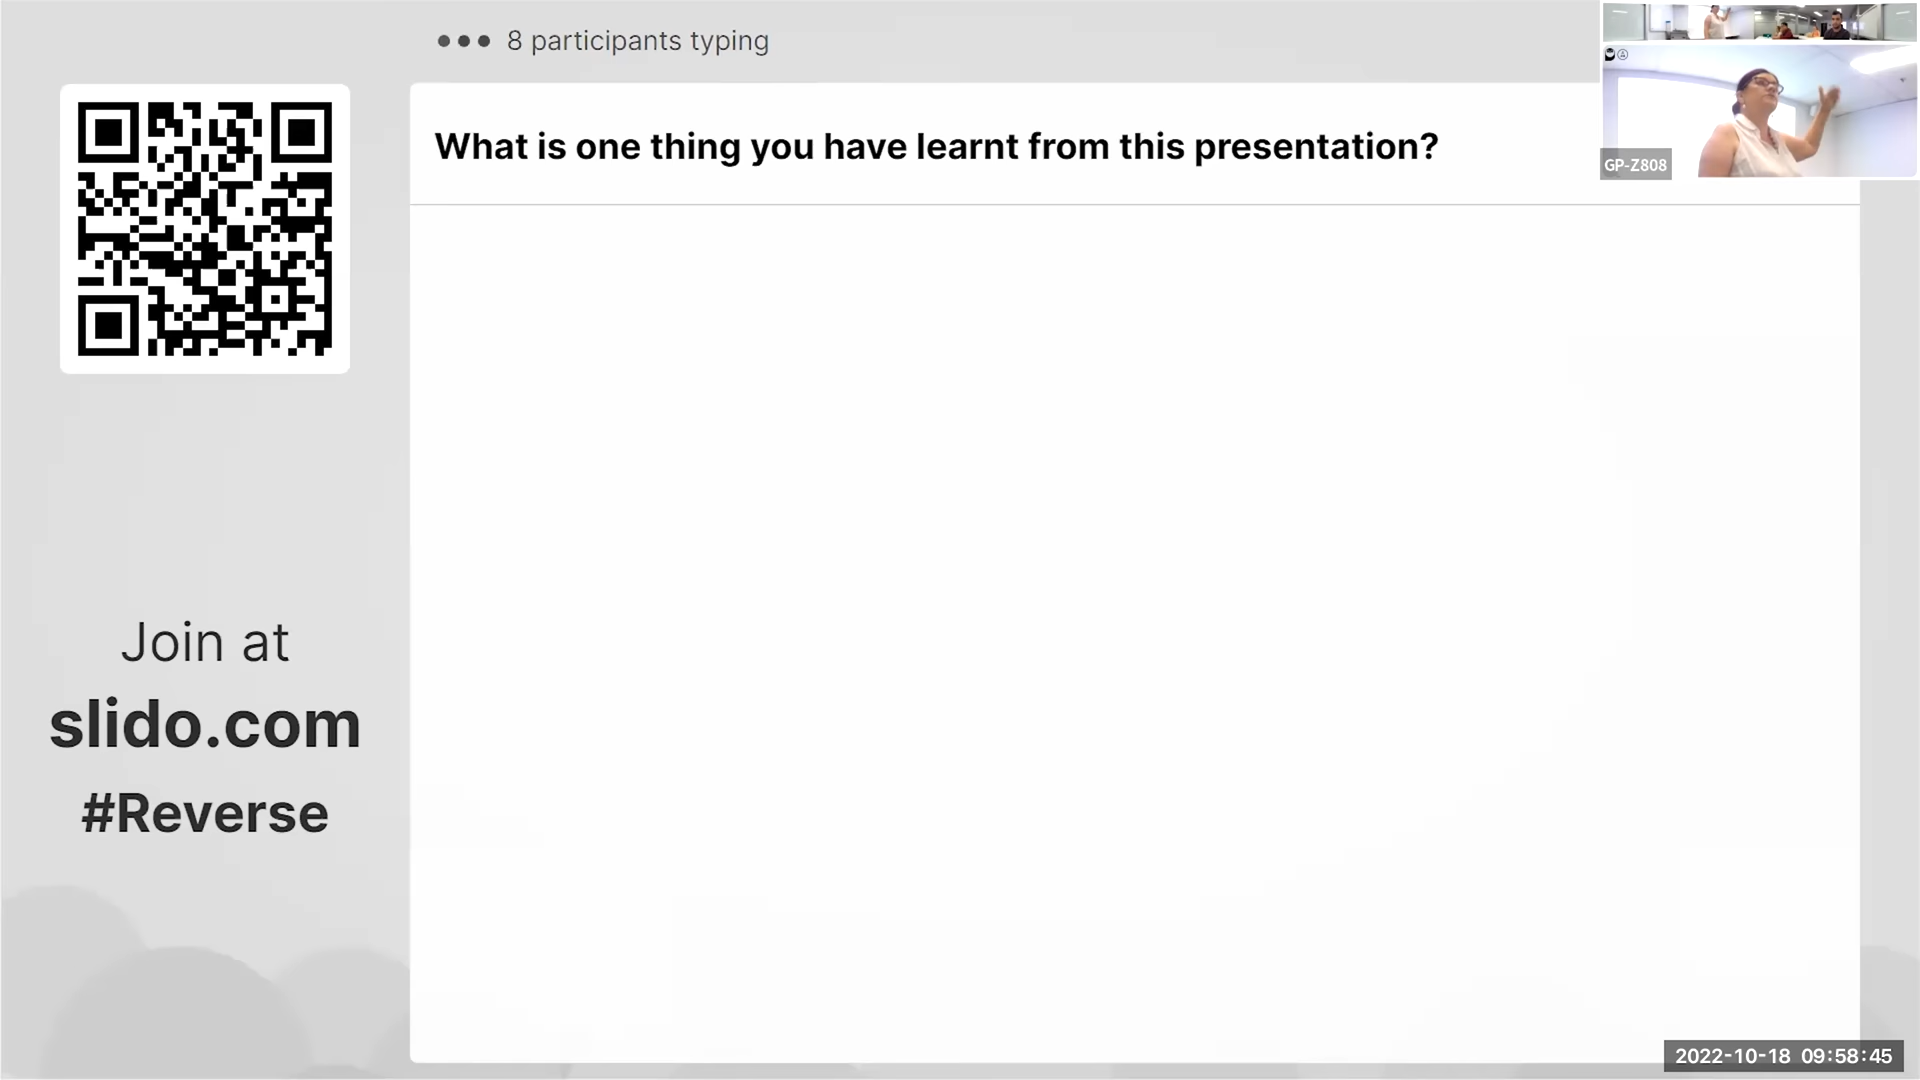 8 participants typing
What is one thing you have learnt from this presentation?
GP-Z808
Join at
slido.com
#Reverse
2022-10-18 09:58:45